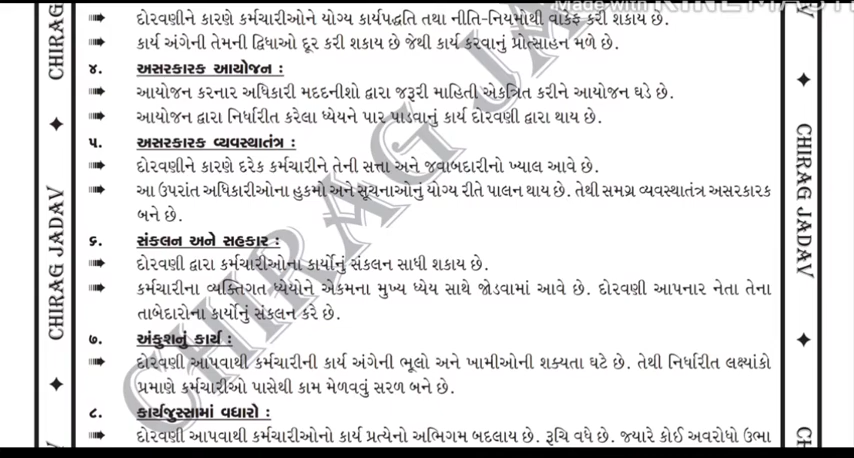 Made with KINEMAST
દોરવણીને કારણે કર્મચારીઓને યોગ્ય કાર્યપદ્ધતિ તથા નીતિ-નિયમોથી વાકેફ કરી શકાય છે.
કાર્ય અંગેની તેમની દ્વિધાઓ દૂર કરી શકાય છે જેથી કાર્ય કરવાનું પ્રોત્સાહન મળે છે.
૪. અસરકારક આયોજન :
આયોજન કરનાર અધિકારી મદદનીશો દ્વારા જરૂરી માહિતી એકત્રિત કરીને આયોજન ઘડે છે.
આયોજન દ્વારા નિર્ધારીત કરેલા ધ્યેયને પાર પાડવાનું કાર્ય દોરવણી દ્વારા થાય છે.
૫. અસરકારક વ્યવસ્થાતંત્ર :
દોરવણીને કારણે દરેક કર્મચારીને તેની સત્તા અને જવાબદારીનો ખ્યાલ આવે છે.
આ ઉપરાંત અધિકારીઓના હુકમો અને સૂચનાઓનું યોગ્ય રીતે પાલન થાય છે. તેથી સમગ્ર વ્યવસ્થાતંત્ર અસરકારક
બને છે.
૬. સંકલન અને સહકાર :
દોરવણી દ્વારા કર્મચારીઓના કાર્યોનું સંકલન સાધી શકાય છે.
કર્મચારીના વ્યક્તિગત ધ્યેયોને એકમના મુખ્ય ધ્યેય સાથે જોડવામાં આવે છે. દોરવણી આપનાર નેતા તેના
તાબેદારોના કાર્યોનું સંકલન કરે છે.
૭. અંકુશનું કાર્ય :
દોરવણી આપવાથી કર્મચારીની કાર્ય અંગેની ભૂલો અને ખામીઓની શક્યતા ઘટે છે. તેથી નિર્ધારીત લક્ષ્યાંકો
પ્રમાણે કર્મચારીઓ પાસેથી કામ મેળવવું સરળ બને છે.
૮. કાર્યજુસ્સામાં વધારો :
દોરવણી આપવાથી કર્મચારીઓનો કાર્ય પ્રત્યેનો અભિગમ બદલાય છે. રૂચિ વધે છે. જ્યારે કોઈ અવરોધો ઉભા
CHIRAG
CHIRAG JADAV
CHIRAG JADAV
CHIRAG JA